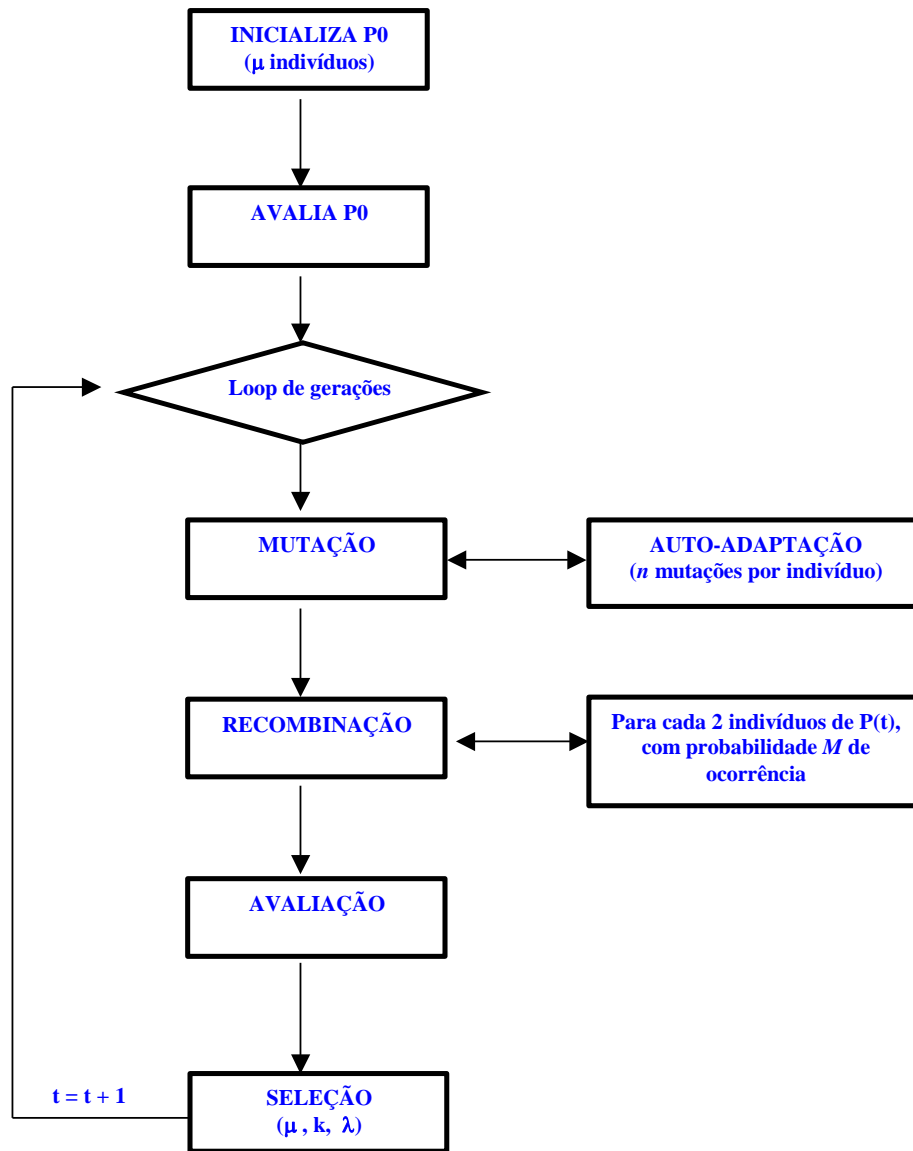 INICIALIZA P0
(μ indivíduos)
AVALIA P0
Loop de gerações
MUTAÇÃO
AUTO-ADAPTAÇÃO
(n mutações por indivíduo)
RECOMBINAÇÃO
Para cada 2 indivíduos de P(t),
com probabilidade M de
ocorrência
AVALIAÇÃO
t = t + 1
SELEÇÃO
(μ , k, λ)